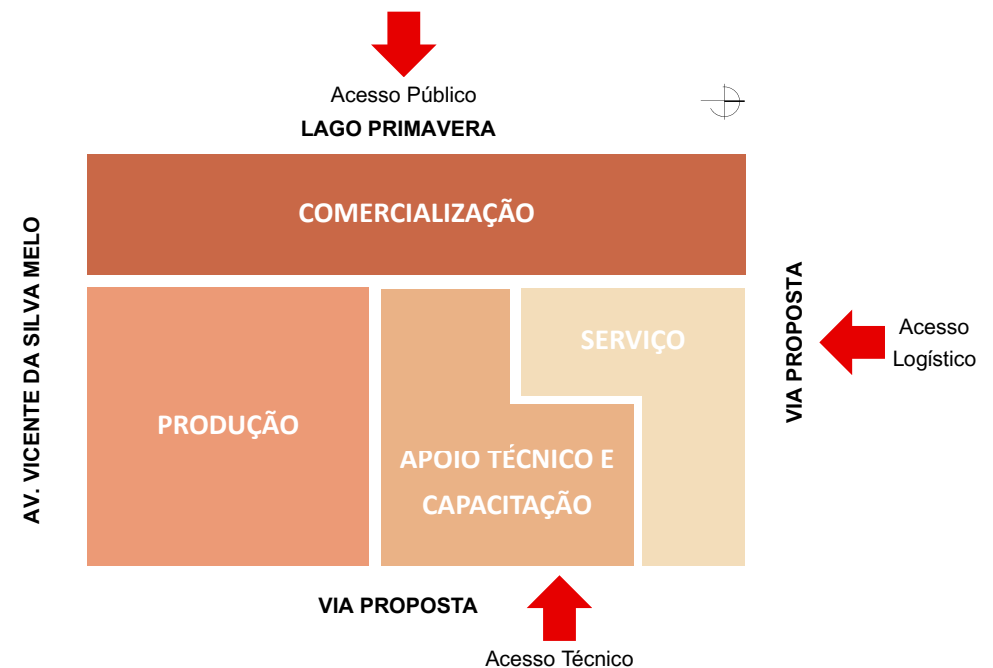 Acesso Público
LAGO PRIMAVERA
COMERCIALIZAÇÃO
AV. VICENTE DA SILVA MELO
PRODUÇÃO
APOIO TÉCNICO E
CAPACITAÇÃO
SERVIÇO
VIA PROPOSTA
Acesso
Logístico
VIA PROPOSTA
Acesso Técnico